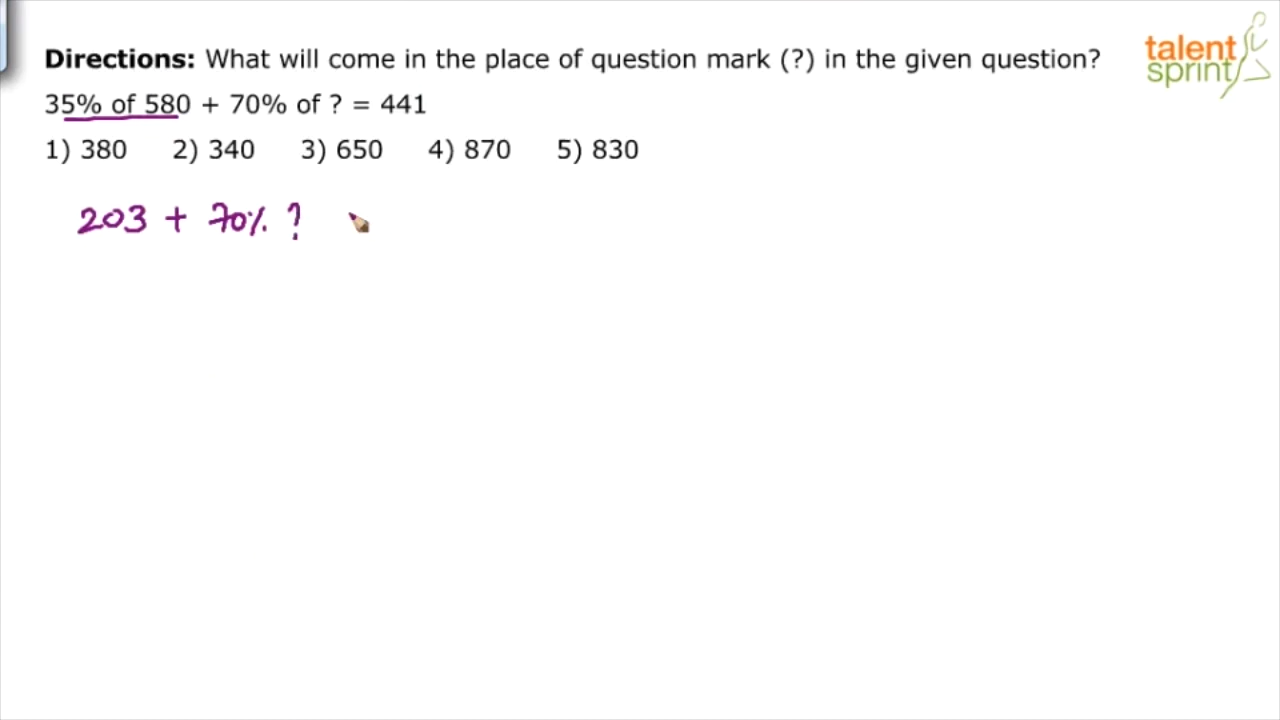 talent
sprint
Directions: What will come in the place of question mark (?) in the given question?
35% of 580 + 70% of ? = 441
1) 380 2) 340 3) 650 4) 870 5) 830
203 + 70% ?